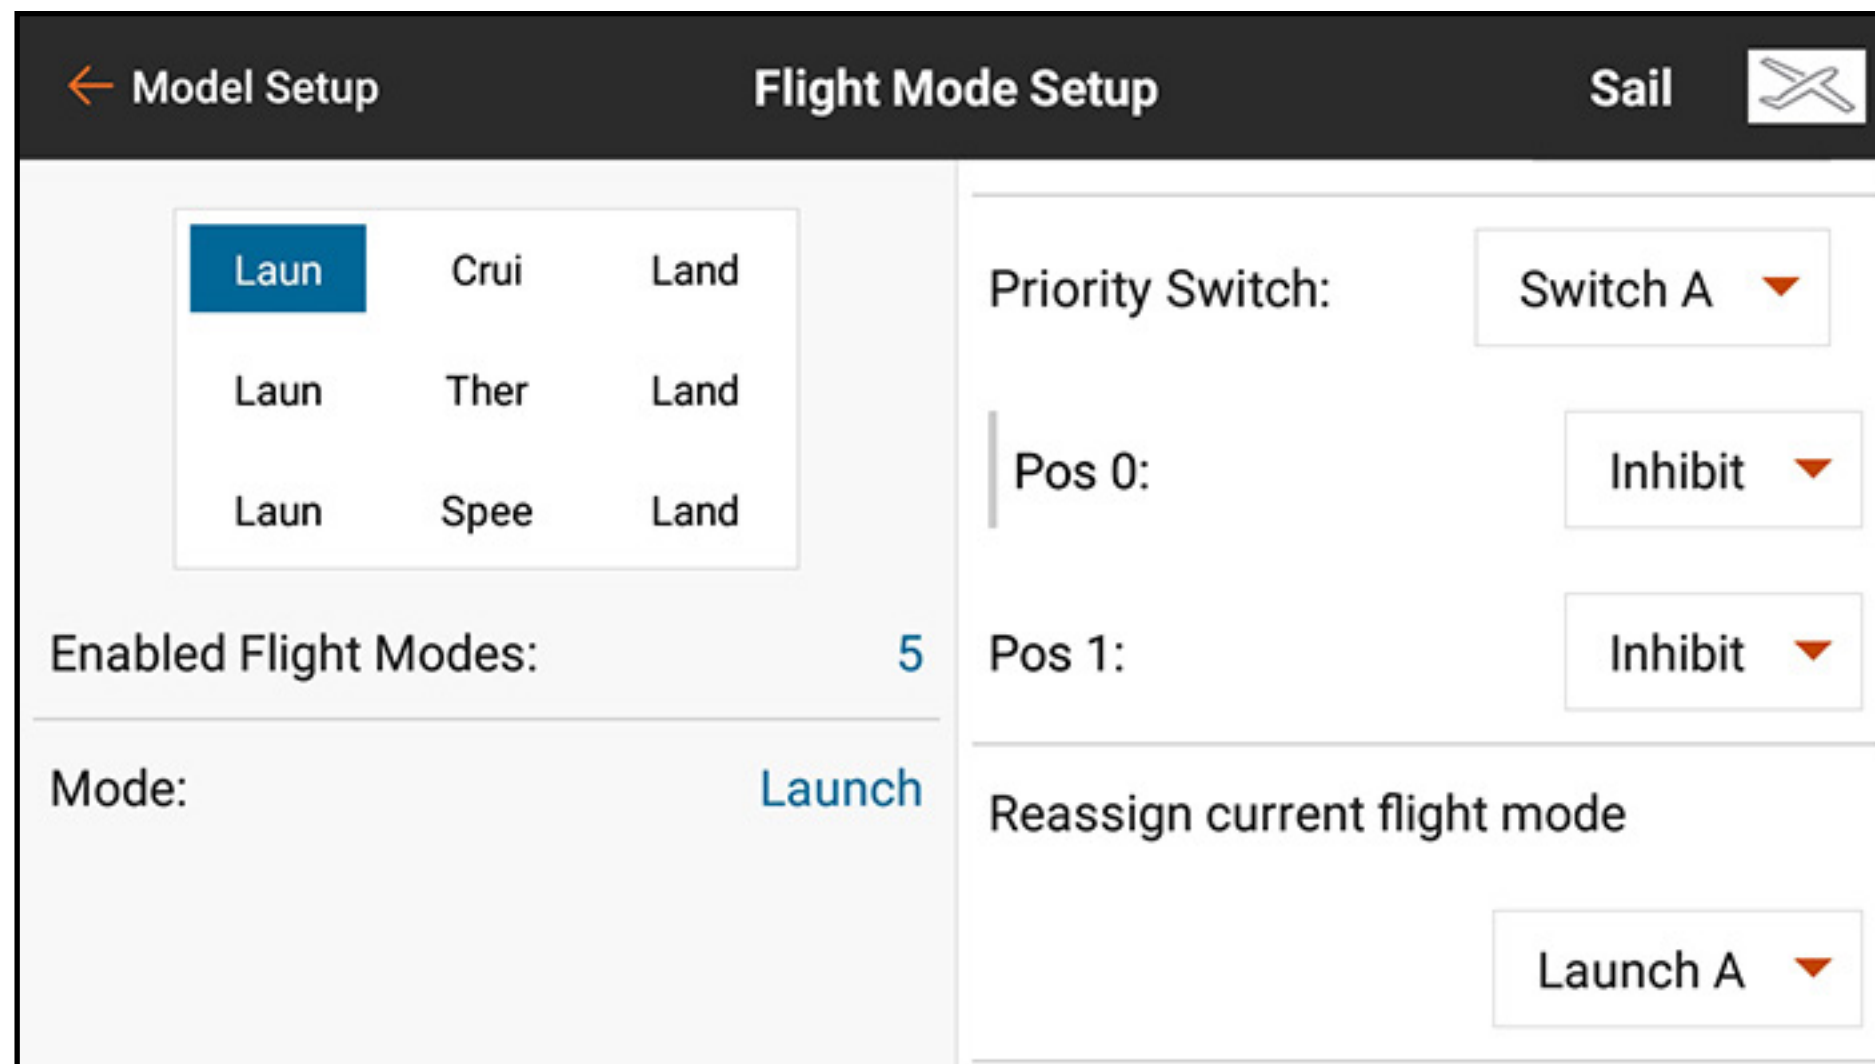 Model Setup
Flight Mode Setup
Sail
Laun Crui Land
Laun Ther Land
Laun Spee Land
Enabled Flight Modes: 5
Mode: Launch
Priority Switch: Switch A
Pos 0: Inhibit
Pos 1: Inhibit
Reassign current flight mode
Launch A